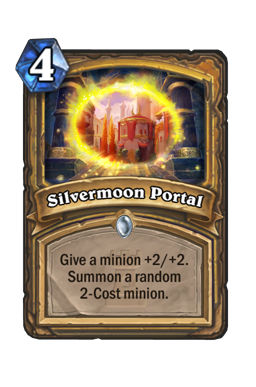 4
Silvermoon Portal
Give a minion +2/+2.
Summon a random
2-Cost minion.